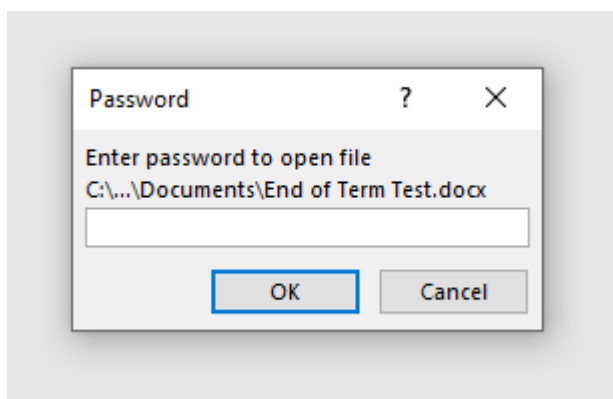 Password ?
Enter password to open file
C:\...\Documents\End of Term Test.docx
OK Cancel